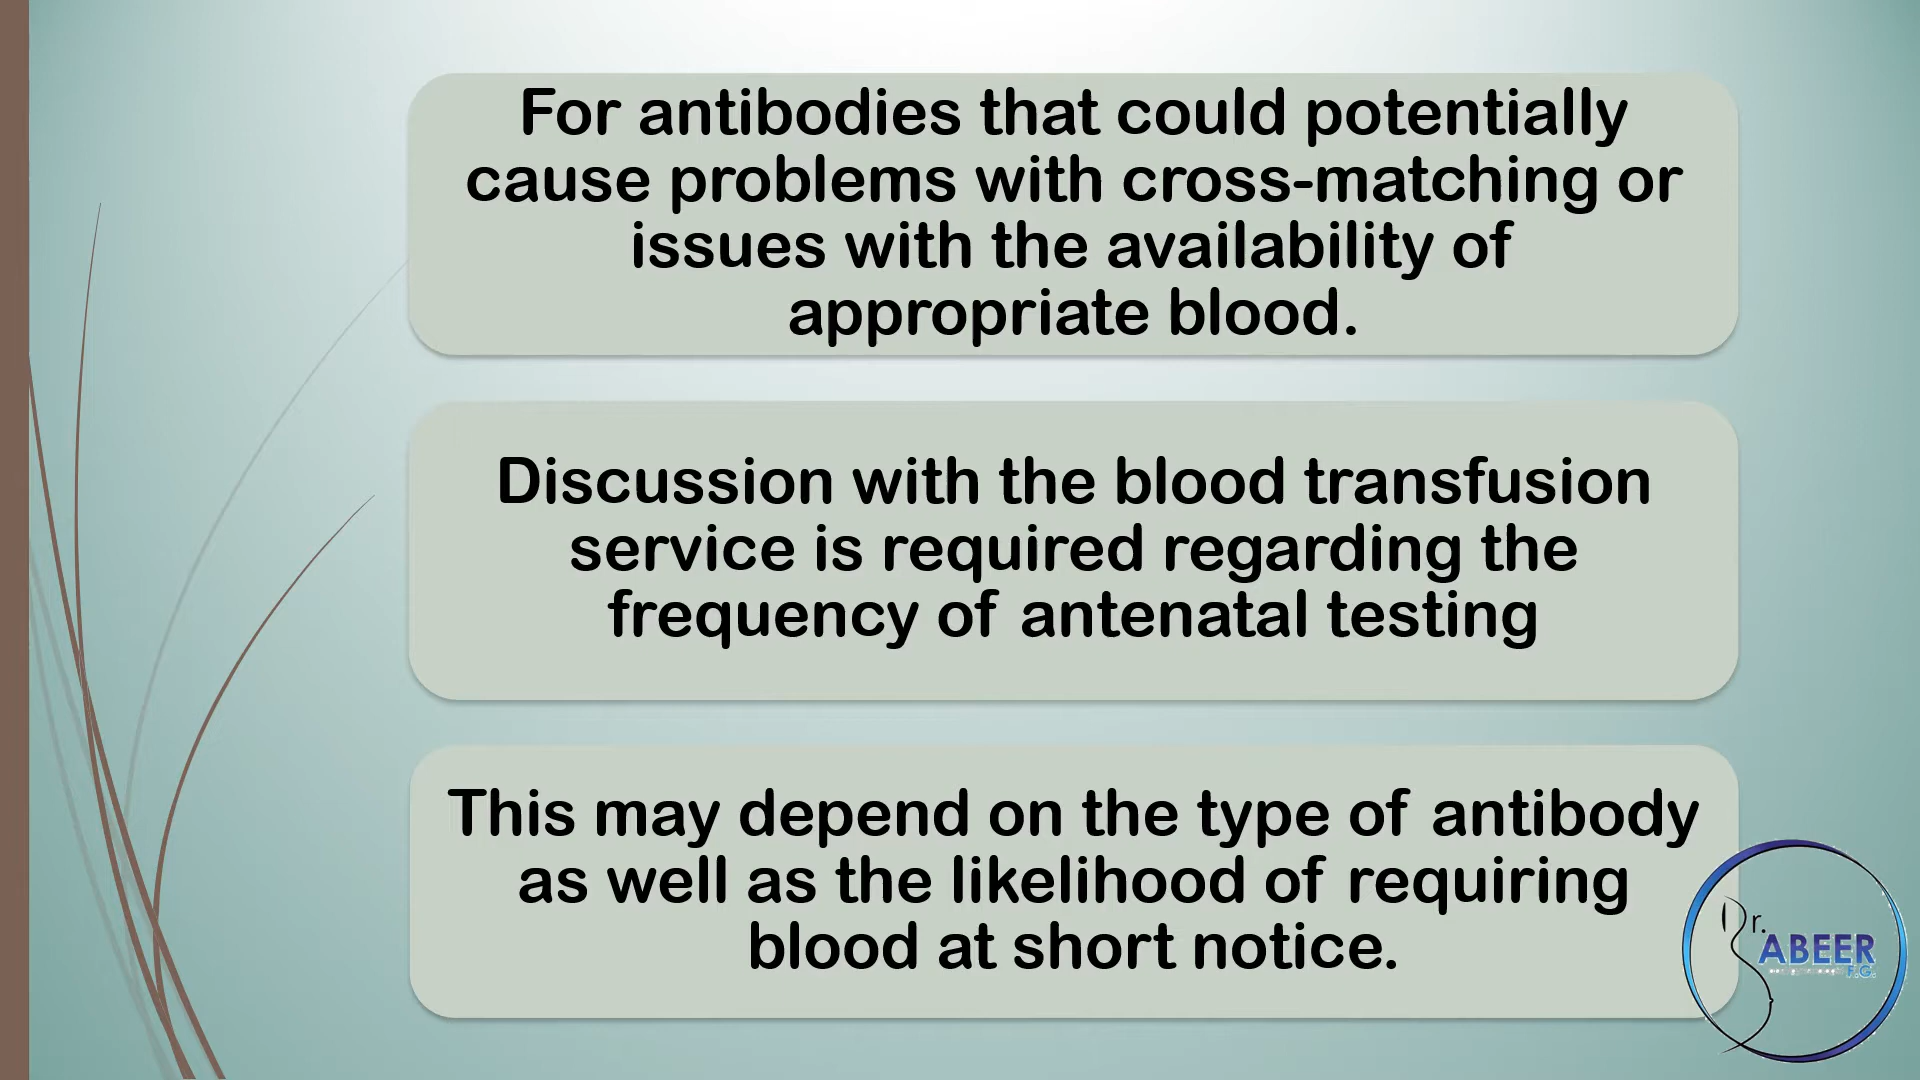 For antibodies that could potentially
cause problems with cross-matching or
issues with the availability of
appropriate blood.
Discussion with the blood transfusion
service is required regarding the
frequency of antenatal testing
This may depend on the type of antibody
as well as the likelihood of requiring
blood at short notice.
Dr.
ABEER
F.G.